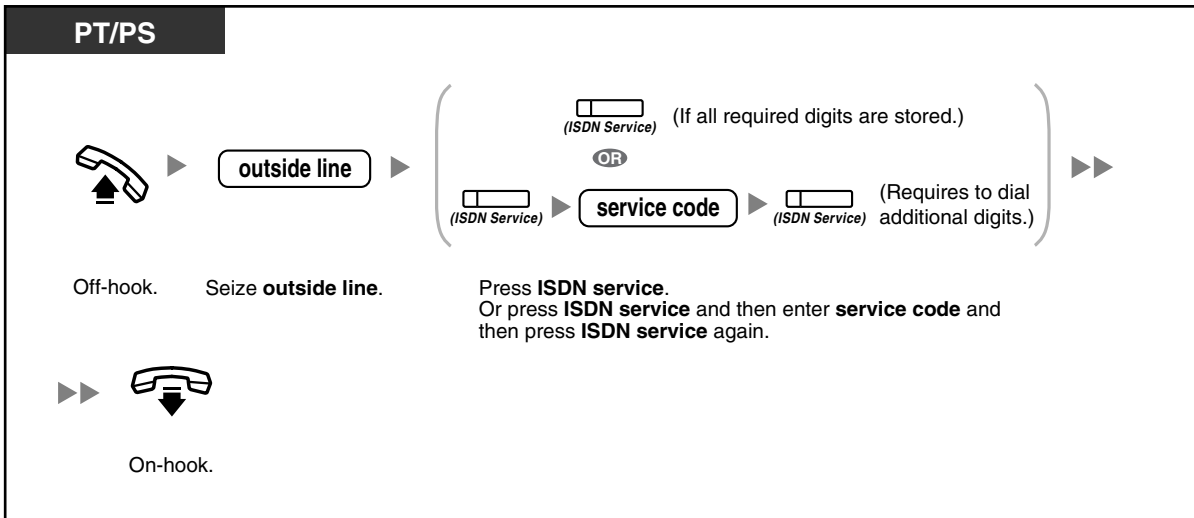 PT/PS
(ISDN Service) (If all required digits are stored.)
OR
outside line
(ISDN Service) service code (ISDN Service) (Requires to dial
additional digits.)
Off-hook.
Seize outside line.
Press ISDN service.
Or press ISDN service and then enter service code and
then press ISDN service again.
On-hook.